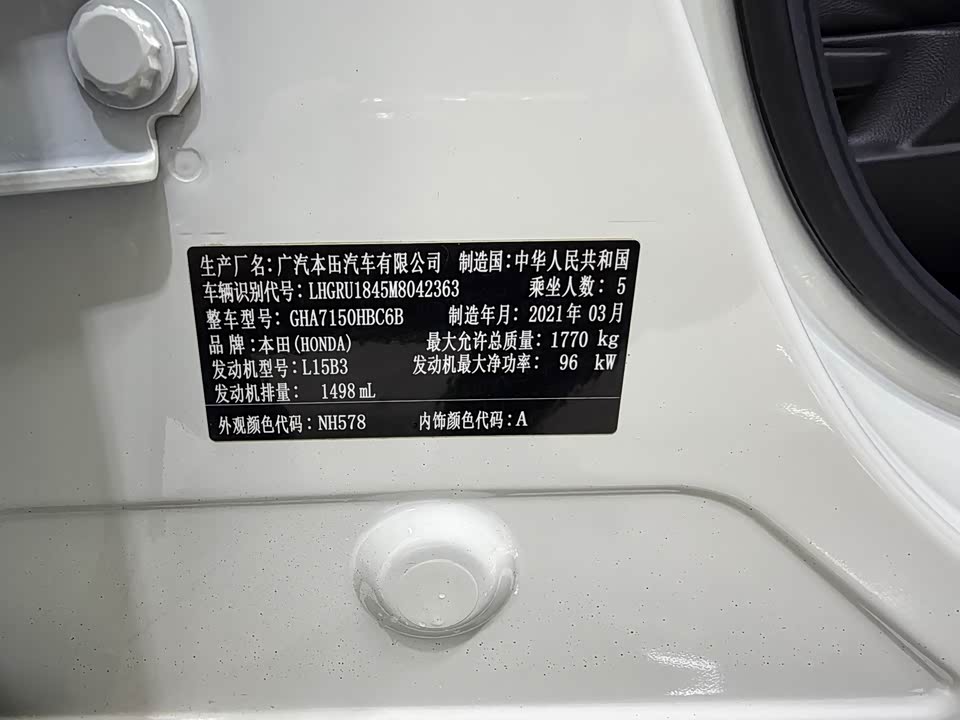 生产厂名：广汽本田汽车有限公司 制造国：中华人民共和国
车辆识别代号：LHGRU1845M8042363 乘坐人数：5
整车型号：GHA7150HBC6B 制造年月：2021年 03月
品 牌：本田(HONDA) 最大允许总质量：1770 kg
发动机型号：L15B3 发动机最大净功率： 96 kW
发动机排量： 1498 mL
外观颜色代码：NH578 内饰颜色代码：A